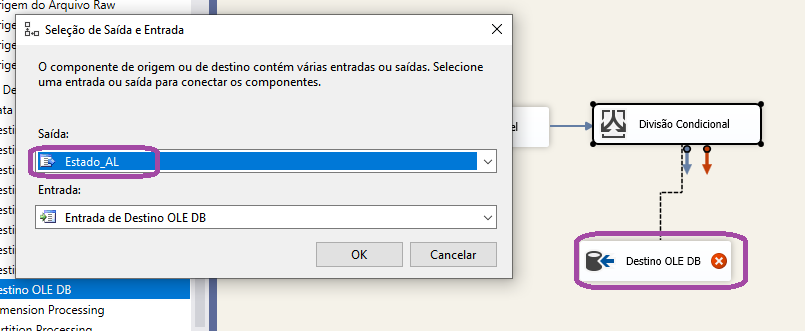 rigem do Arquivo Raw
Seleção de Saída e Entrada
O componente de origem ou de destino contém várias entradas ou saídas. Selecione
uma entrada ou saída para conectar os componentes.
Saída:
Estado_AL
Entrada:
Entrada de Destino OLE DB
OK
Cancelar
el
Divisão Condicional
Destino OLE DB
estino OLE DB
imension Processing
artition Processing